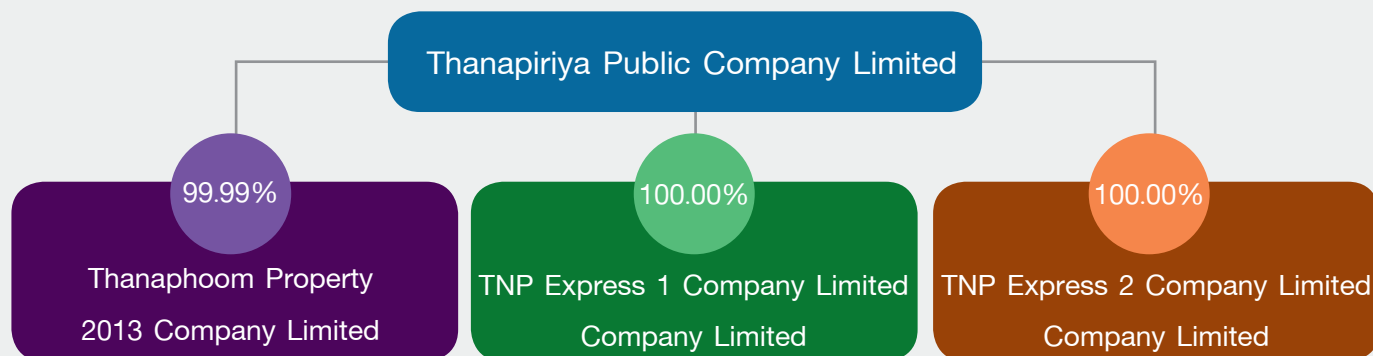 Thanapiriya Public Company Limited
99.99%
Thanaphoom Property
2013 Company Limited
100.00%
TNP Express 1 Company Limited
Company Limited
100.00%
TNP Express 2 Company Limited
Company Limited